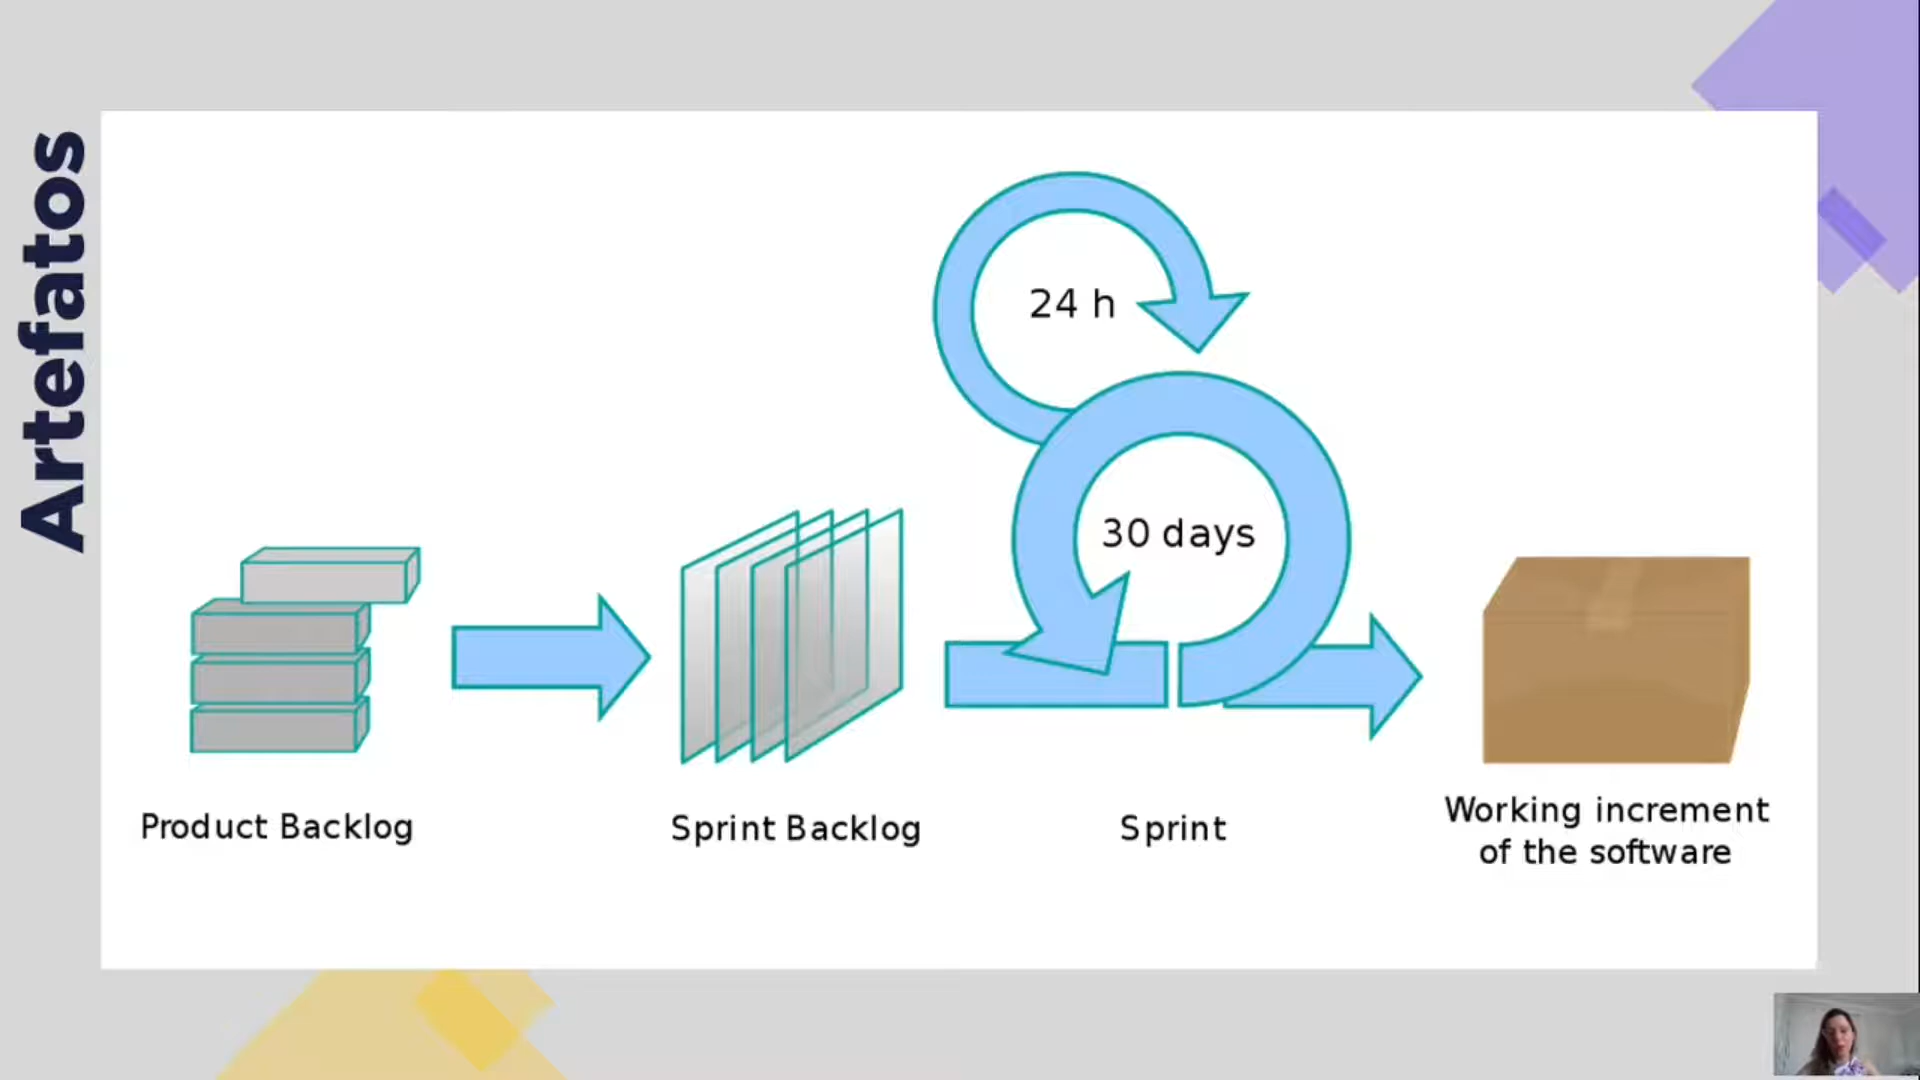 Artefatos
24 h
30 days
Product Backlog
Sprint Backlog
Sprint
Working increment
of the software